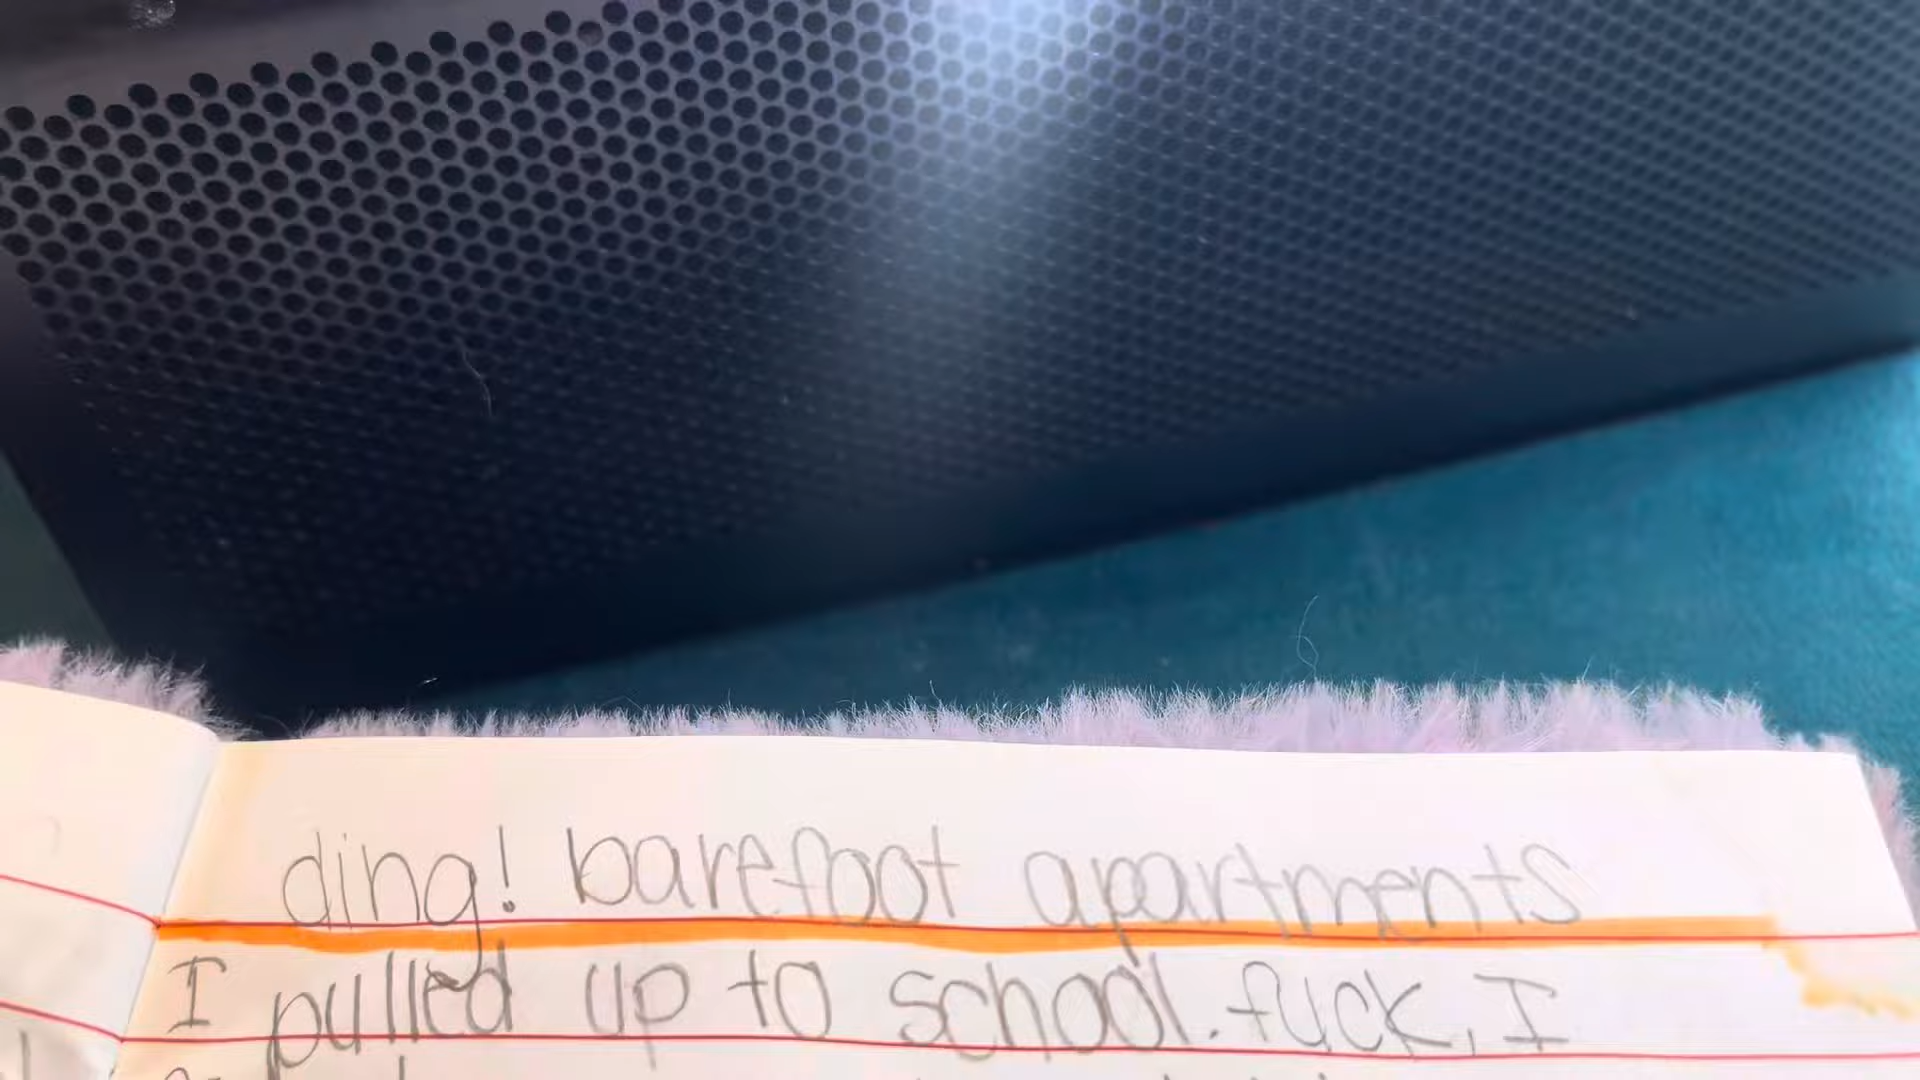 ding! barefoot apartments
I pulled up to school. fuck, I